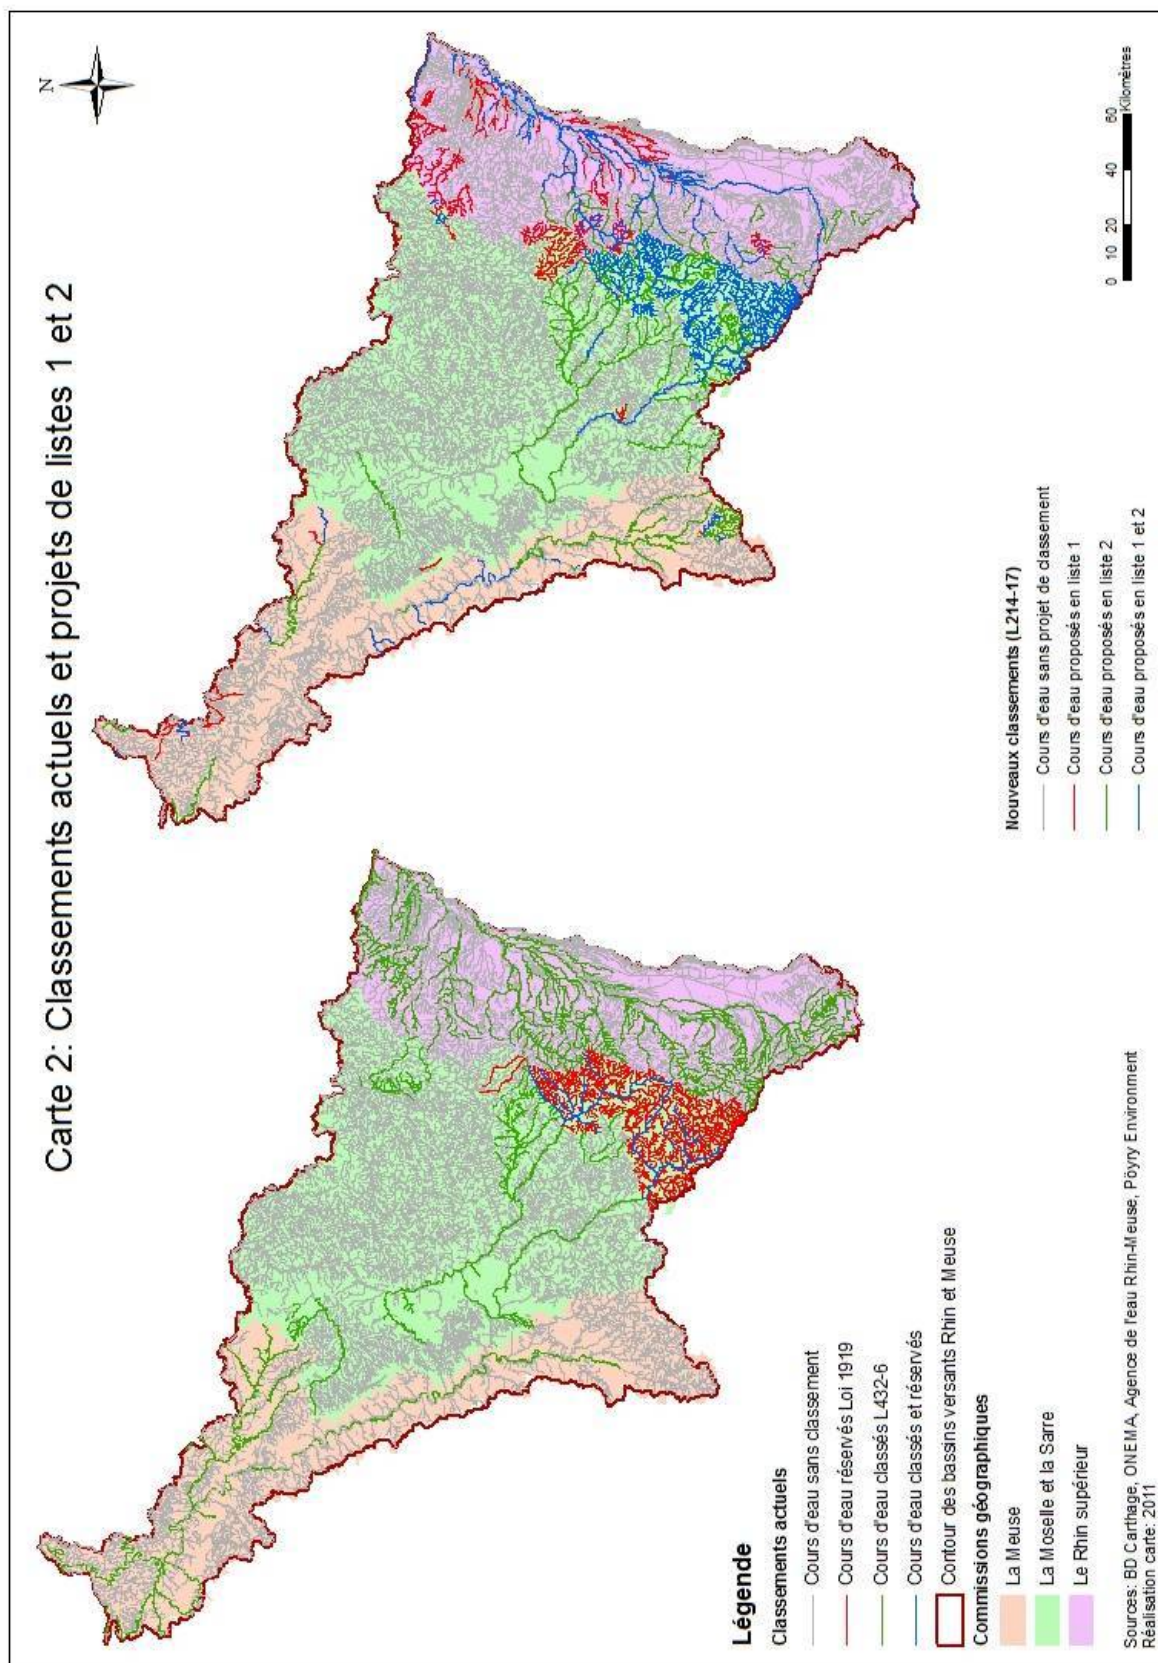 Carte 2: Classements actuels et projets de listes 1 et 2
N
Légende
Classements actuels
Cours d'eau sans classement
Cours d'eau réservés Loi 1919
Cours d'eau classés L432-6
Cours d'eau classés et réservés
Contour des bassins versants Rhin et Meuse
Commissions géographiques
La Meuse
La Moselle et la Sarre
Le Rhin supérieur
Sources: BD Carthage, ONEMA, Agence de l'eau Rhin-Meuse, Pöyry Environment
Réalisation carte: 2011
Nouveaux classements (L214-17)
Cours d'eau sans projet de classement
Cours d'eau proposés en liste 1
Cours d'eau proposés en liste 2
Cours d'eau proposés en liste 1 et 2
0 10 20 40 60
Kilomètres